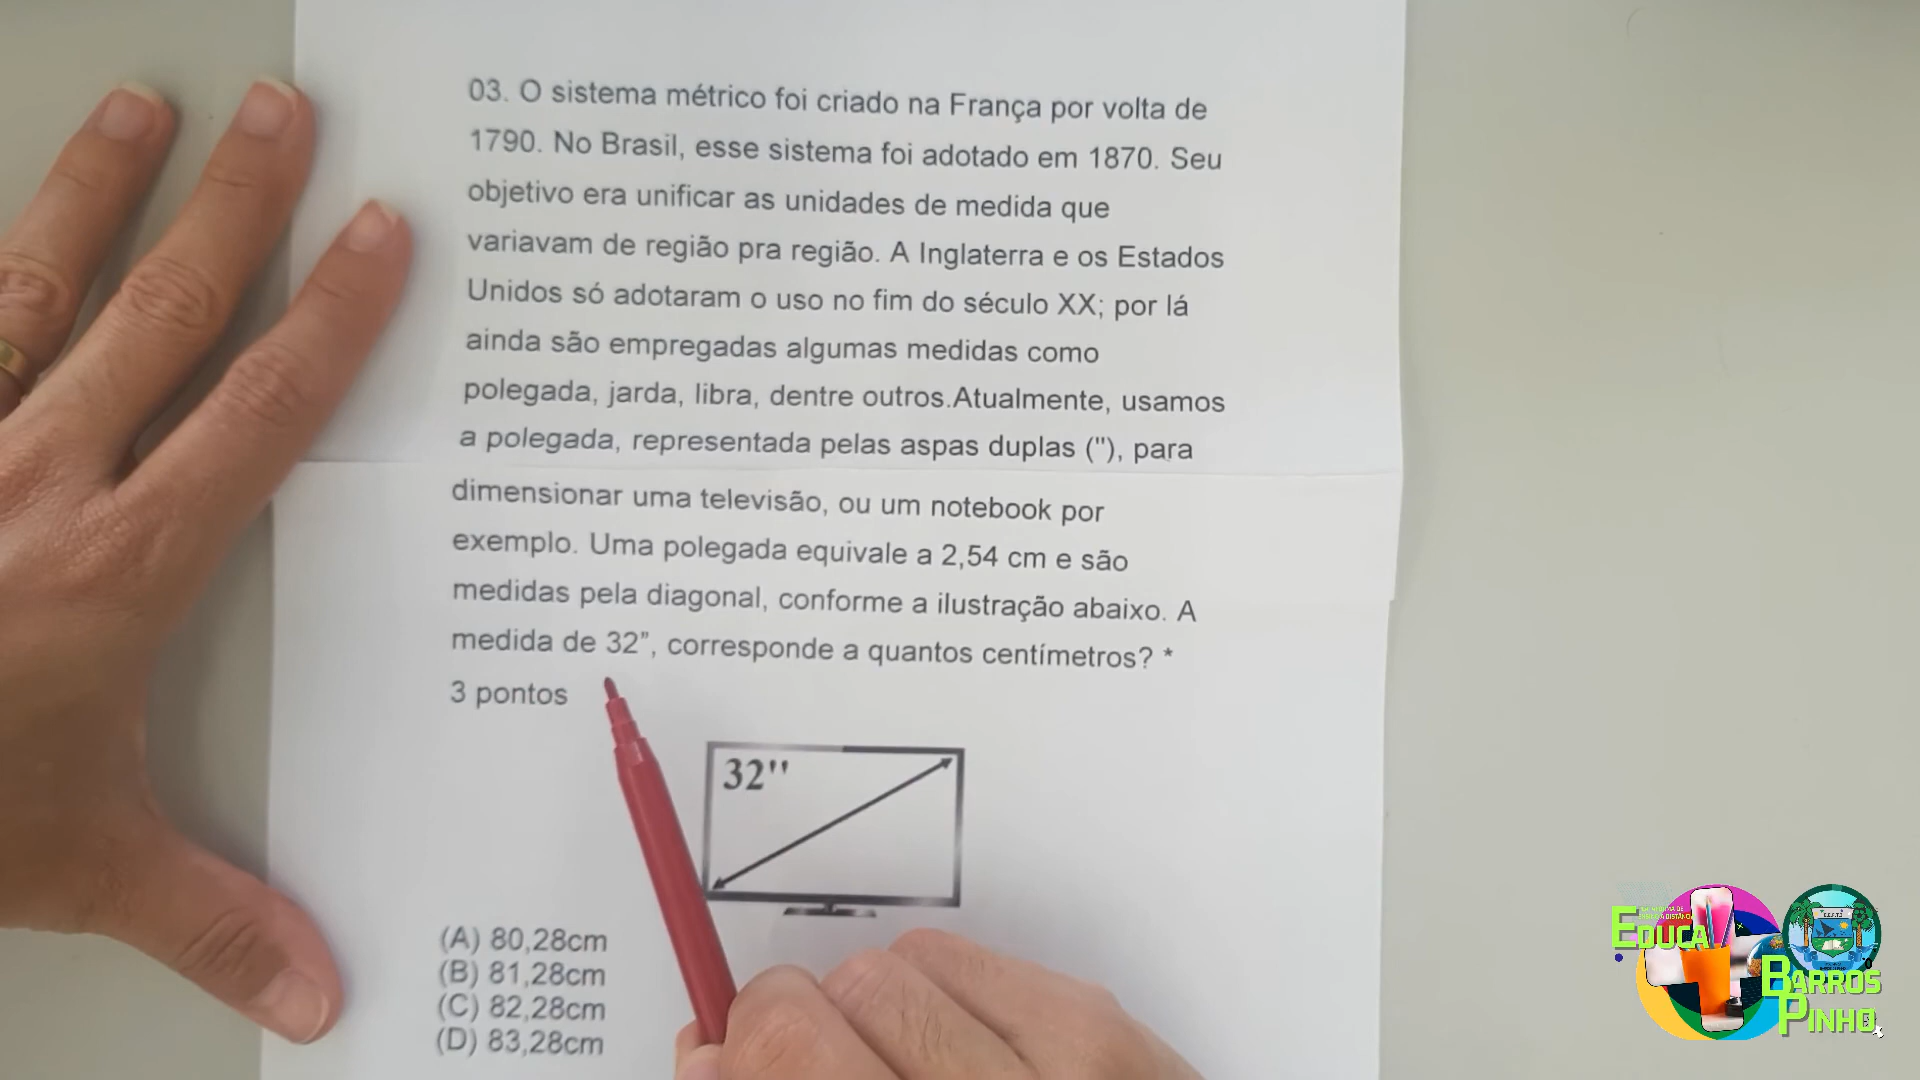 03. O sistema métrico foi criado na França por volta de
1790. No Brasil, esse sistema foi adotado em 1870. Seu
objetivo era unificar as unidades de medida que
variavam de região pra região. A Inglaterra e os Estados
Unidos só adotaram o uso no fim do século XX; por lá
ainda são empregadas algumas medidas como
polegada, jarda, libra, dentre outros.Atualmente, usamos
a polegada, representada pelas aspas duplas ("), para
dimensionar uma televisão, ou um notebook por
exemplo. Uma polegada equivale a 2,54 cm e são
medidas pela diagonal, conforme a ilustração abaixo. A
medida de 32”, corresponde a quantos centímetros? *
3 pontos
32"
(A) 80,28cm
(B) 81,28cm
(C) 82,28cm
(D) 83,28cm
EDUCA
BARROS
PINHO